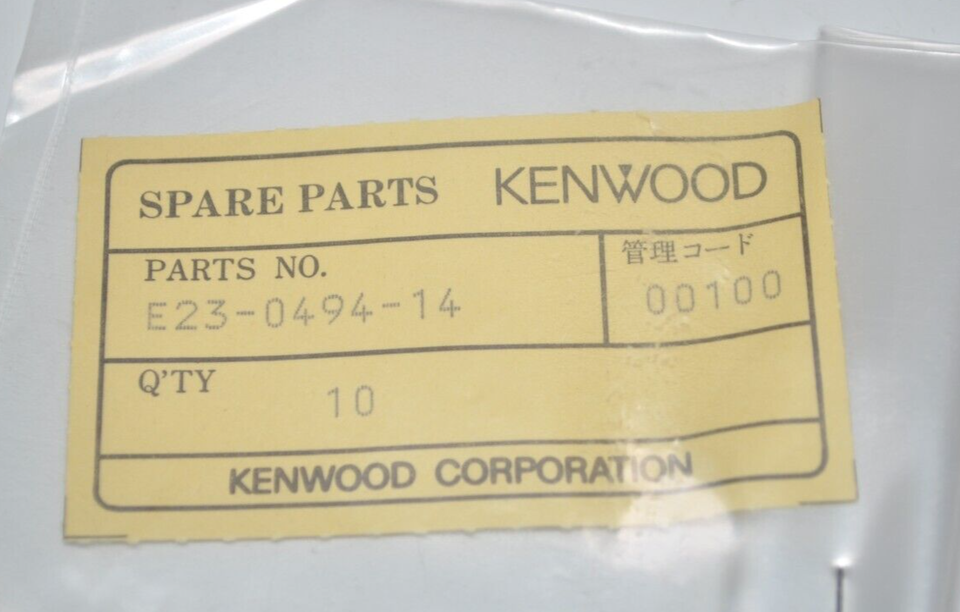 SPARE PARTS KENWOOD
PARTS NO.
E23-0494-14
管理コード
00100
Q'TY
10
KENWOOD CORPORATION